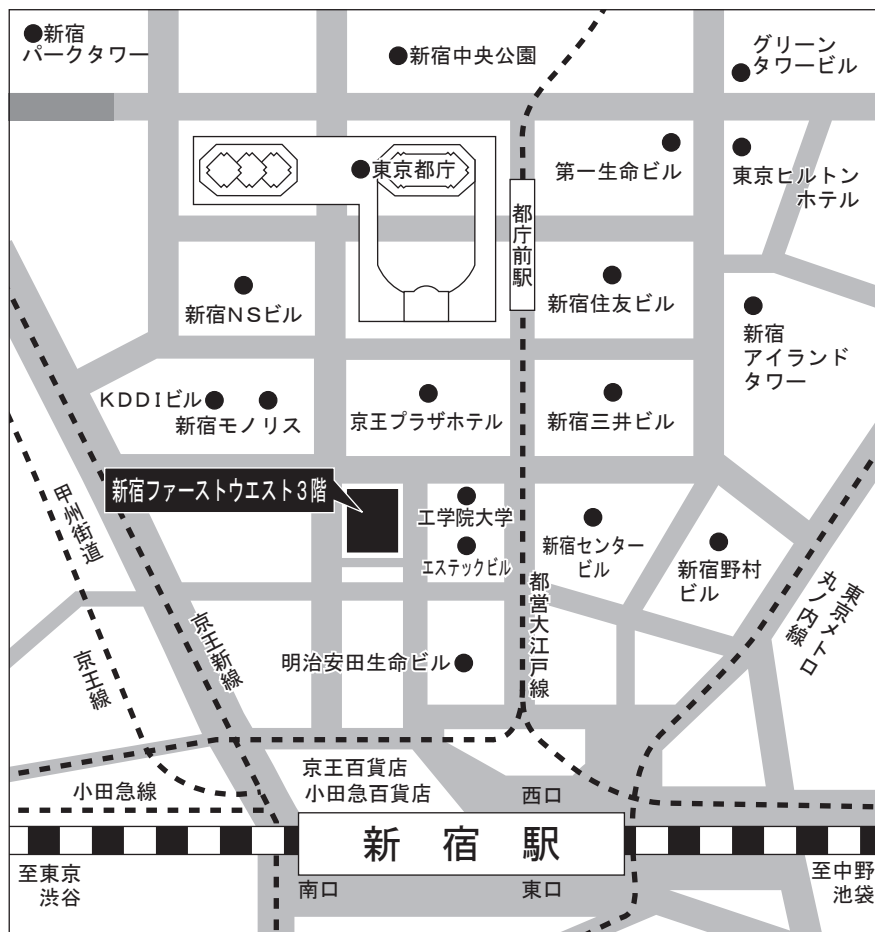 新宿
パークタワー
新宿中央公園
グリーン
タワービル
東京都庁
第一生命ビル
東京ヒルトン
ホテル
都庁前駅
新宿NSビル
新宿住友ビル
新宿
アイランド
タワー
KDDIビル
新宿モノリス
京王プラザホテル
新宿三井ビル
新宿ファーストウエスト3階
甲州街道
工学院大学
エステックビル
新宿センター
ビル
新宿野村
ビル
東京メトロ
丸ノ内線
都営大江戸線
京王新線
京王線
明治安田生命ビル
京王百貨店
小田急百貨店
小田急線
西口
新宿駅
至東京
渋谷
南口
東口
至中野
池袋